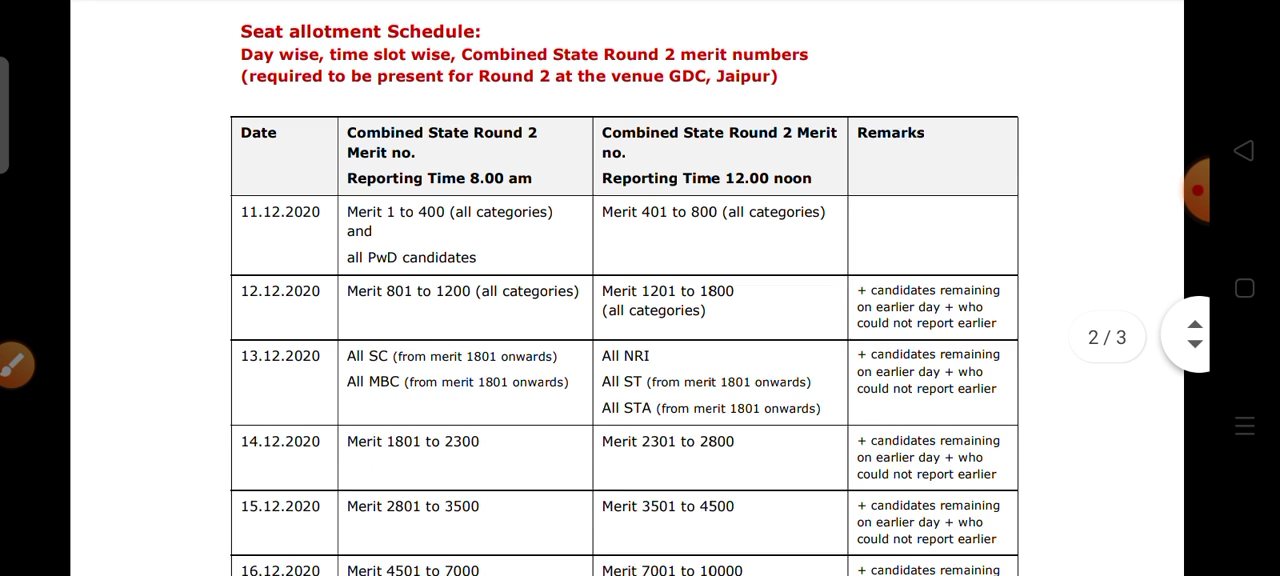 Seat allotment Schedule:
Day wise, time slot wise, Combined State Round 2 merit numbers
(required to be present for Round 2 at the venue GDC, Jaipur)
Date
Combined State Round 2
Merit no.
Reporting Time 8.00 am
Combined State Round 2 Merit
no.
Reporting Time 12.00 noon
Remarks
11.12.2020
Merit 1 to 400 (all categories)
and
all PwD candidates
Merit 401 to 800 (all categories)
12.12.2020
Merit 801 to 1200 (all categories)
Merit 1201 to 1800
(all categories)
+ candidates remaining
on earlier day + who
could not report earlier
13.12.2020
All SC (from merit 1801 onwards)
All MBC (from merit 1801 onwards)
All NRI
All ST (from merit 1801 onwards)
All STA (from merit 1801 onwards)
+ candidates remaining
on earlier day + who
could not report earlier
14.12.2020
Merit 1801 to 2300
Merit 2301 to 2800
+ candidates remaining
on earlier day + who
could not report earlier
15.12.2020
Merit 2801 to 3500
Merit 3501 to 4500
+ candidates remaining
on earlier day + who
could not report earlier
16.12.2020
Merit 4501 to 7000
Merit 7001 to 10000
+ candidates remaining
2 / 3